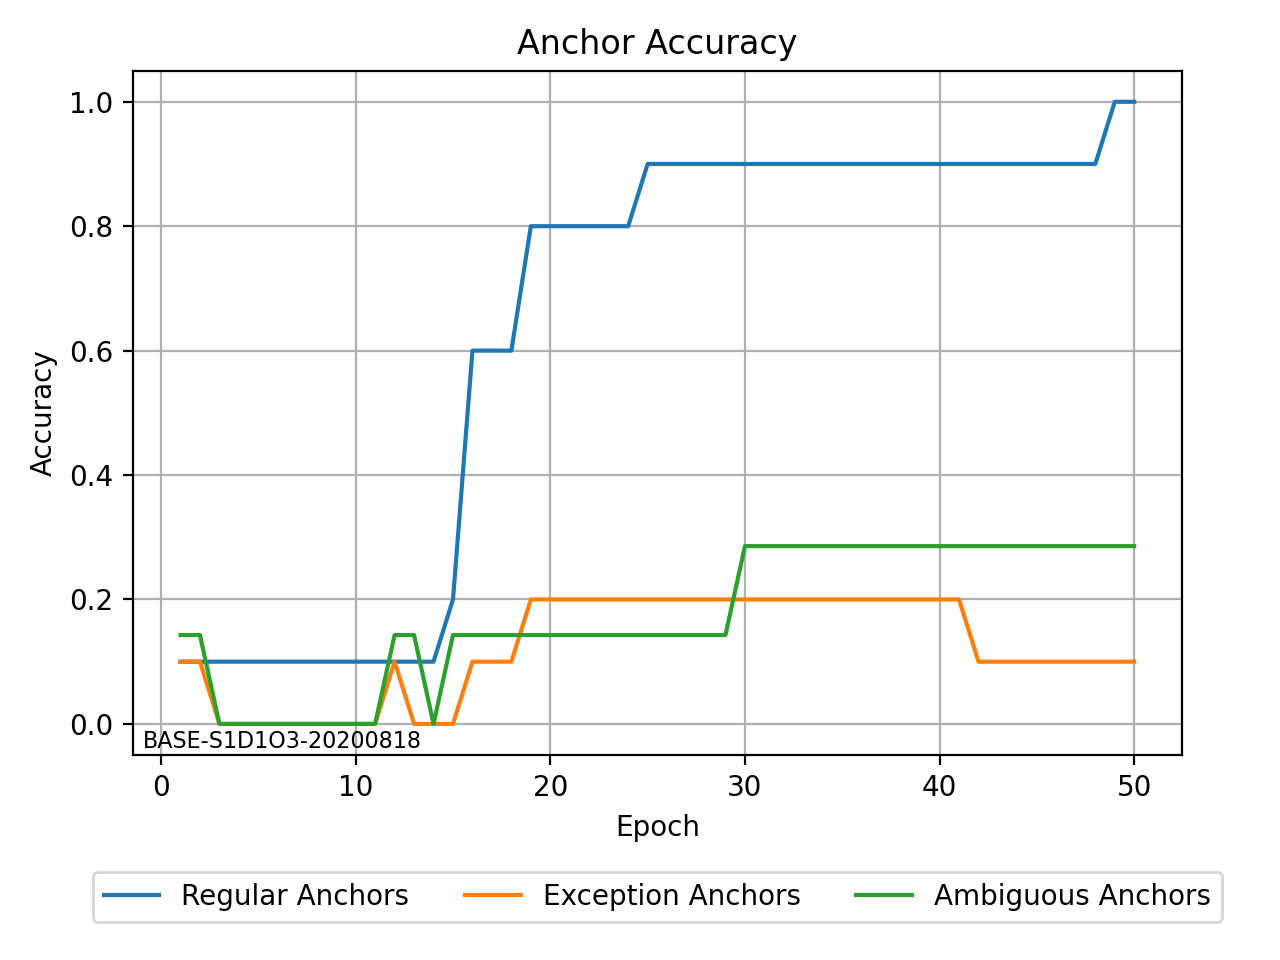 Anchor Accuracy
1.0
0.8
0.6
0.4
0.2
0.0
Accuracy
BASE-S1D1O3-20200818
0 10 20 30 40 50
Epoch
Regular Anchors Exception Anchors Ambiguous Anchors